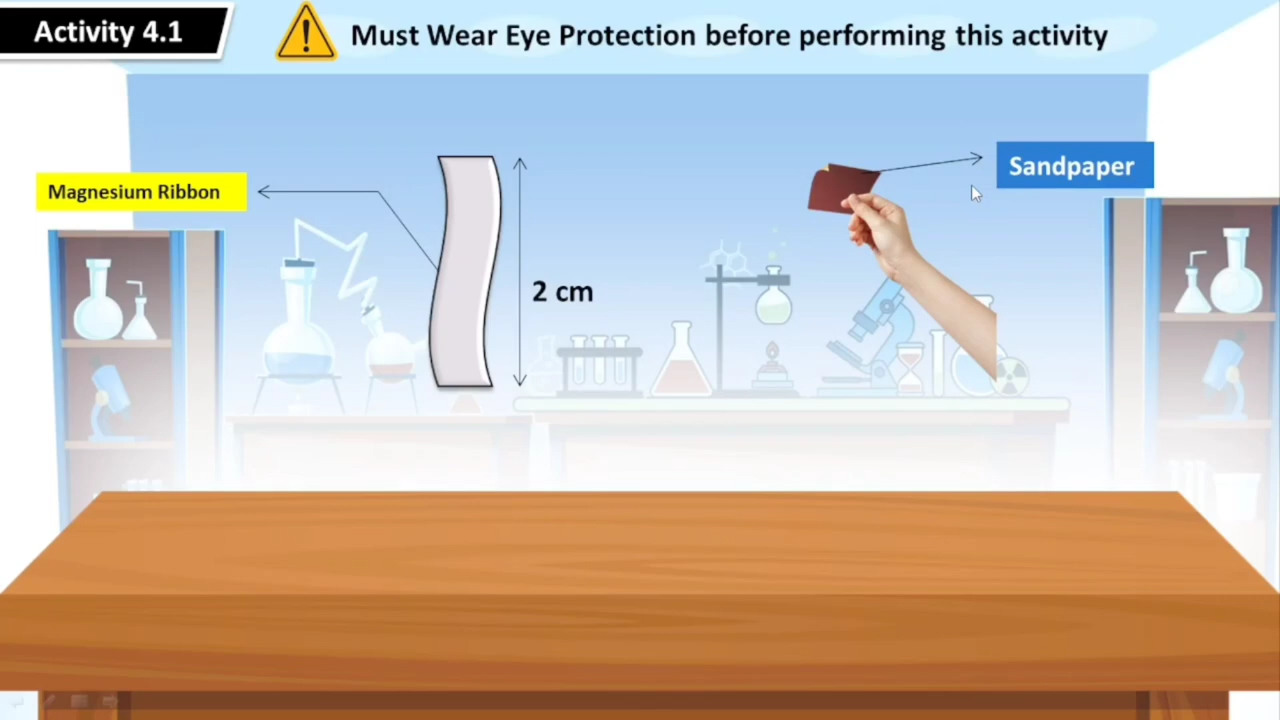 Activity 4.1
Must Wear Eye Protection before performing this activity
Sandpaper
Magnesium Ribbon
2 cm